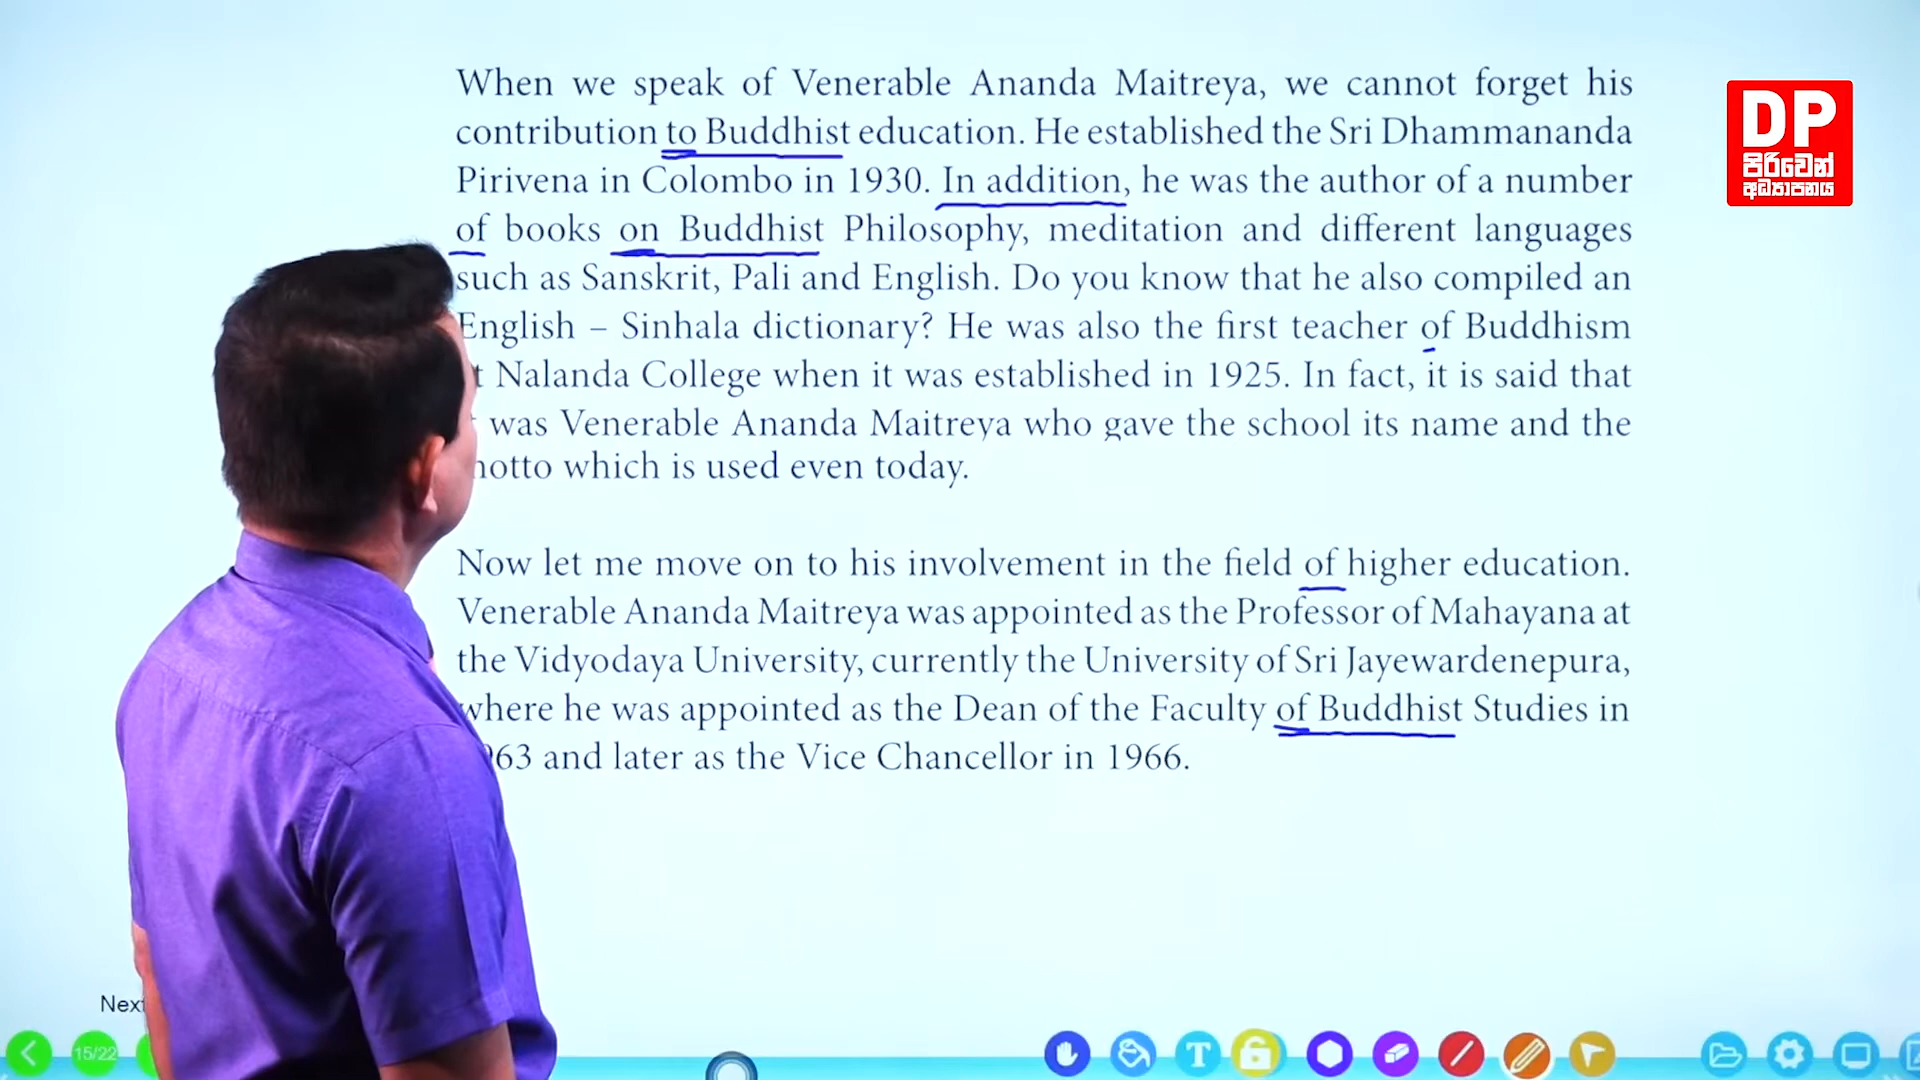 When we speak of Venerable Ananda Maitreya, we cannot forget his
contribution to Buddhist education. He established the Sri Dhammananda
Pirivena in Colombo in 1930. In addition, he was the author of a number
of books on Buddhist Philosophy, meditation and different languages
such as Sanskrit, Pali and English. Do you know that he also compiled an
English – Sinhala dictionary? He was also the first teacher of Buddhism
Nalanda College when it was established in 1925. In fact, it is said that
was Venerable Ananda Maitreya who gave the school its name and the
which is used even today.
Now let me move on to his involvement in the field of higher education.
Venerable Ananda Maitreya was appointed as the Professor of Mahayana at
the Vidyodaya University, currently the University of Sri Jayewardenepura,
where he was appointed as the Dean of the Faculty of Buddhist Studies in
and later as the Vice Chancellor in 1966.
DP
පිරිවෙන්
අධ්‍යාපනය
Next
15/22
T